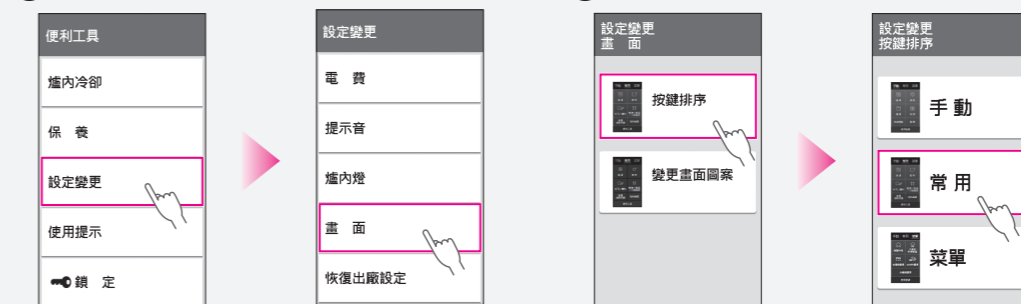 便利工具
爐內冷卻
保 養
設定變更
使用提示
鎖 定
設定變更
電 費
提示音
爐內燈
畫 面
恢復出廠設定
設定變更
畫 面
按鍵排序
變更畫面圖案
設定變更
按鍵排序
手 動
常 用
菜單